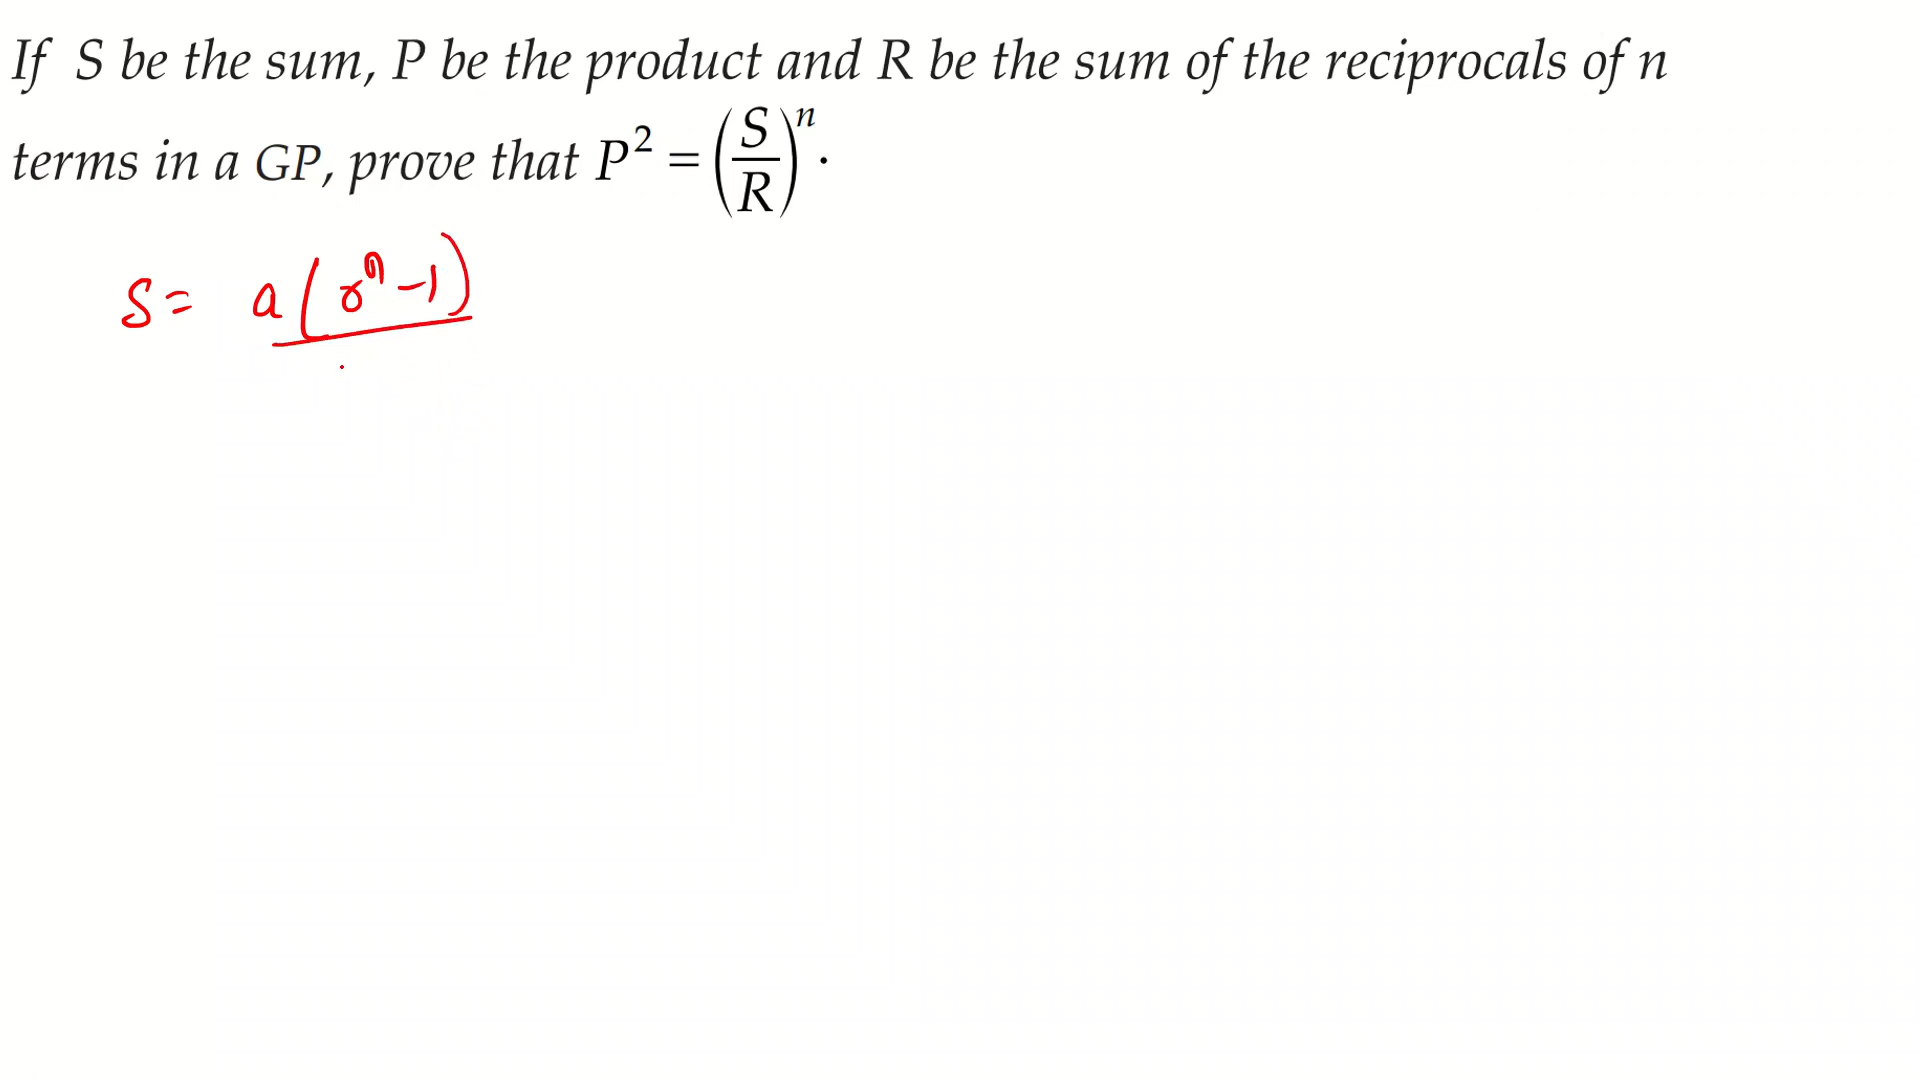 If S be the sum, P be the product and R be the sum of the reciprocals of n
terms in a GP, prove that P² = (S/R)ⁿ.
S = a(rⁿ-1)